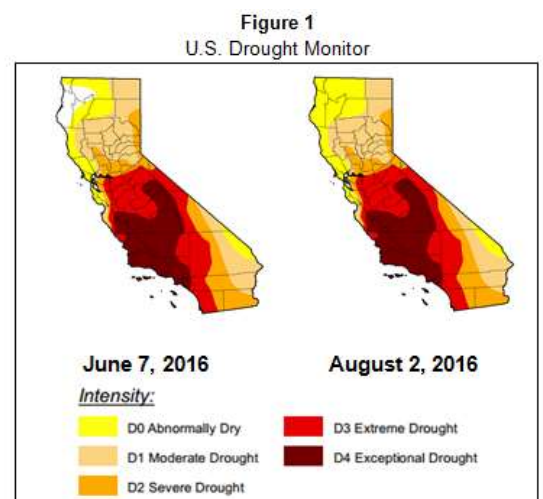 Figure 1
U.S. Drought Monitor
June 7, 2016
August 2, 2016
Intensity:
D0 Abnormally Dry
D1 Moderate Drought
D2 Severe Drought
D3 Extreme Drought
D4 Exceptional Drought